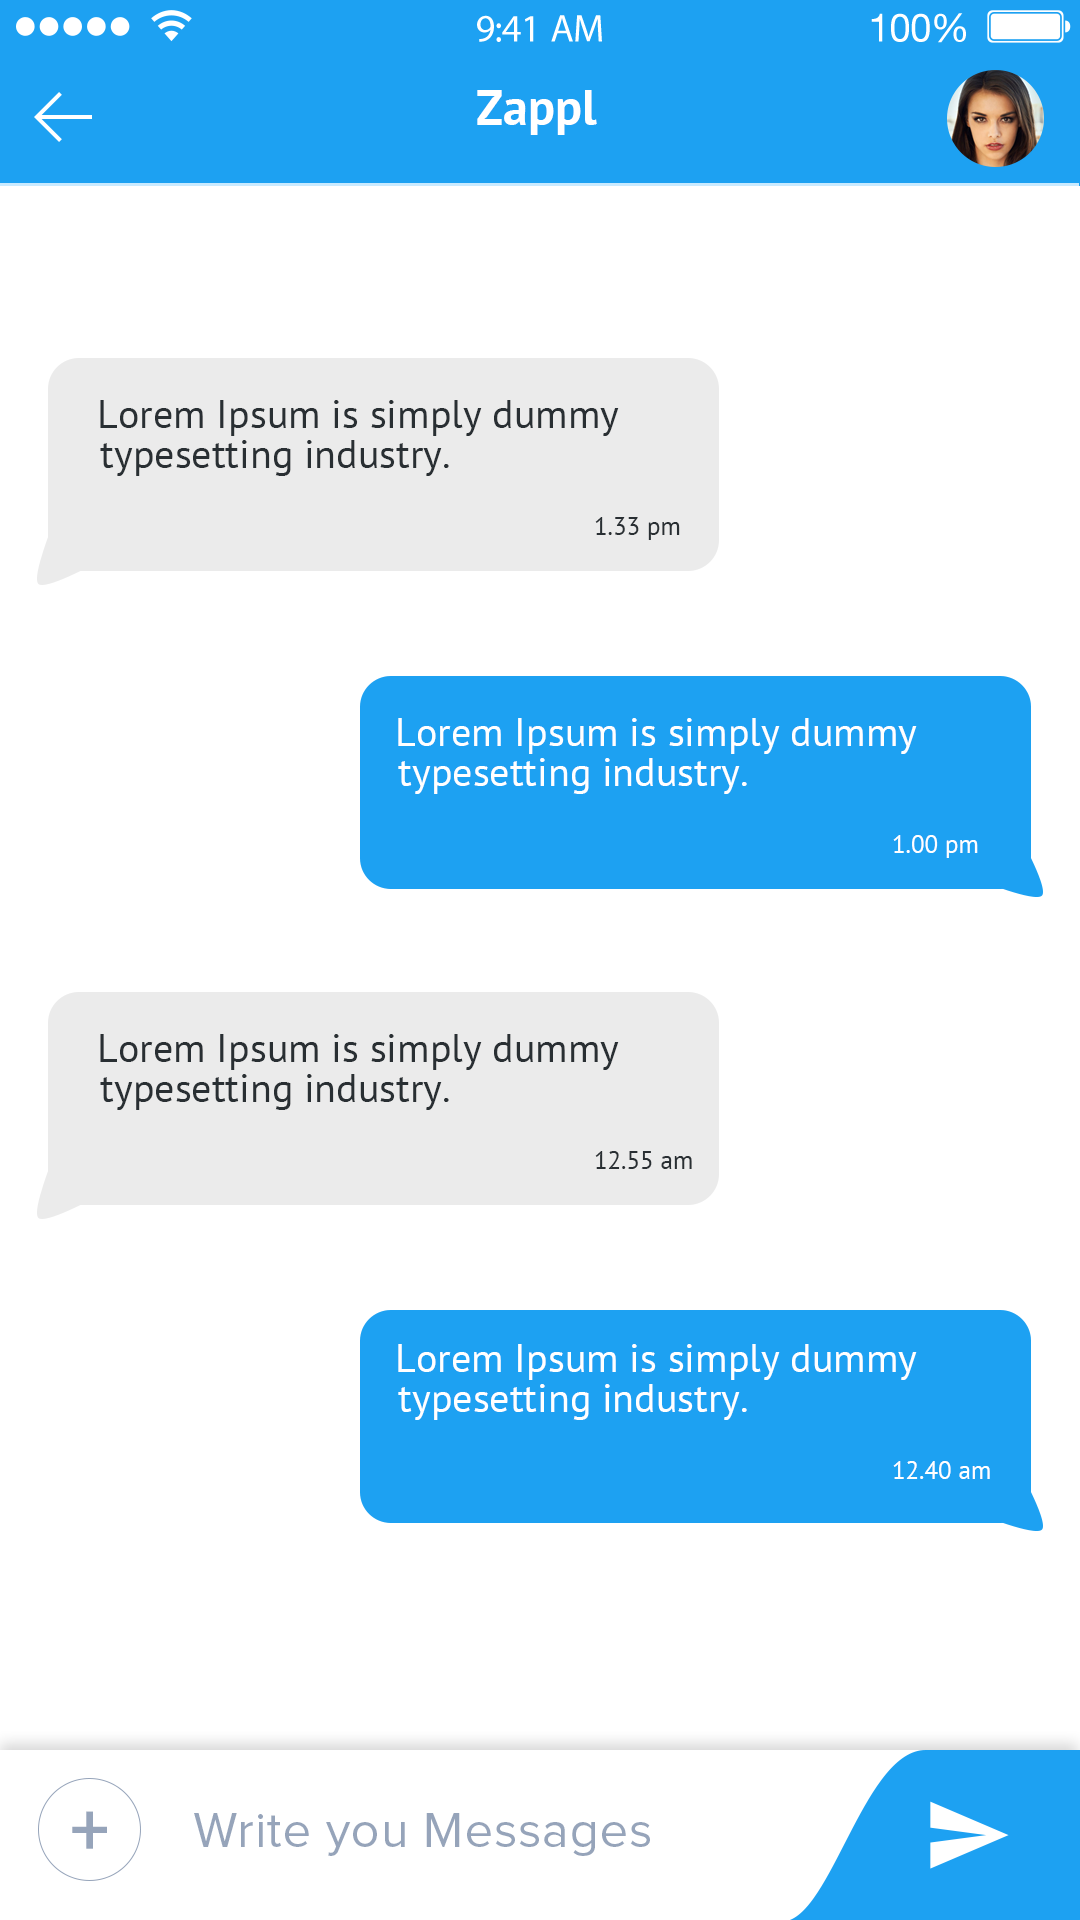 9:41 AM
100%
Zappl
Lorem Ipsum is simply dummy
typesetting industry.
1.33 pm
Lorem Ipsum is simply dummy
typesetting industry.
1.00 pm
Lorem Ipsum is simply dummy
typesetting industry.
12.55 am
Lorem Ipsum is simply dummy
typesetting industry.
12.40 am
Write you Messages